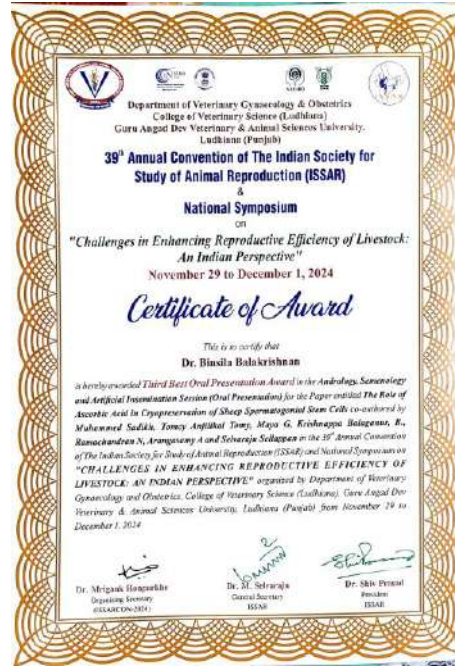 Department of Veterinary Gynaecology & Obstetrics
College of Veterinary Science (Ludhiana)
Guru Angad Dev Veterinary & Animal Sciences University,
Ludhiana (Punjab)
39th Annual Convention of The Indian Society for
Study of Animal Reproduction (ISSAR)
&
National Symposium
on
"Challenges in Enhancing Reproductive Efficiency of Livestock:
An Indian Perspective"
November 29 to December 1, 2024
Certificate of Award
This is to certify that
Dr. Binsila Balakrishnan
is hereby awarded Third Best Oral Presentation Award in the Andrology, Semenology
and Artificial Insemination Session (Oral Presentation) for the Paper entitled The Role of
Ascorbic Acid in Cryopreservation of Sheep Spermatogonial Stem Cells co-authored by
Muhammed Sadikh, Tomcy Tomy, Maya G, Krishnappa Balaganur, B.,
Ramachandran N, Arangasamy A and Selvaraju Sellappan in the 39th Annual Convention
of The Indian Society for Study of Animal Reproduction (ISSAR) and National Symposium on
"CHALLENGES IN ENHANCING REPRODUCTIVE EFFICIENCY OF
LIVESTOCK: AN INDIAN PERSPECTIVE" organized by Department of Veterinary
Gynaecology and Obstetrics, College of Veterinary Science (Ludhiana), Guru Angad Dev
Veterinary & Animal Sciences University, Ludhiana (Punjab) from November 29 to
December 1, 2024
Dr. Mrigank Honparkhe
Organizing Secretary
(ISSARCON-2024)
Dr. M. Selvaraju
General Secretary
ISSAR
Dr. Shiv Prasad
President
ISSAR